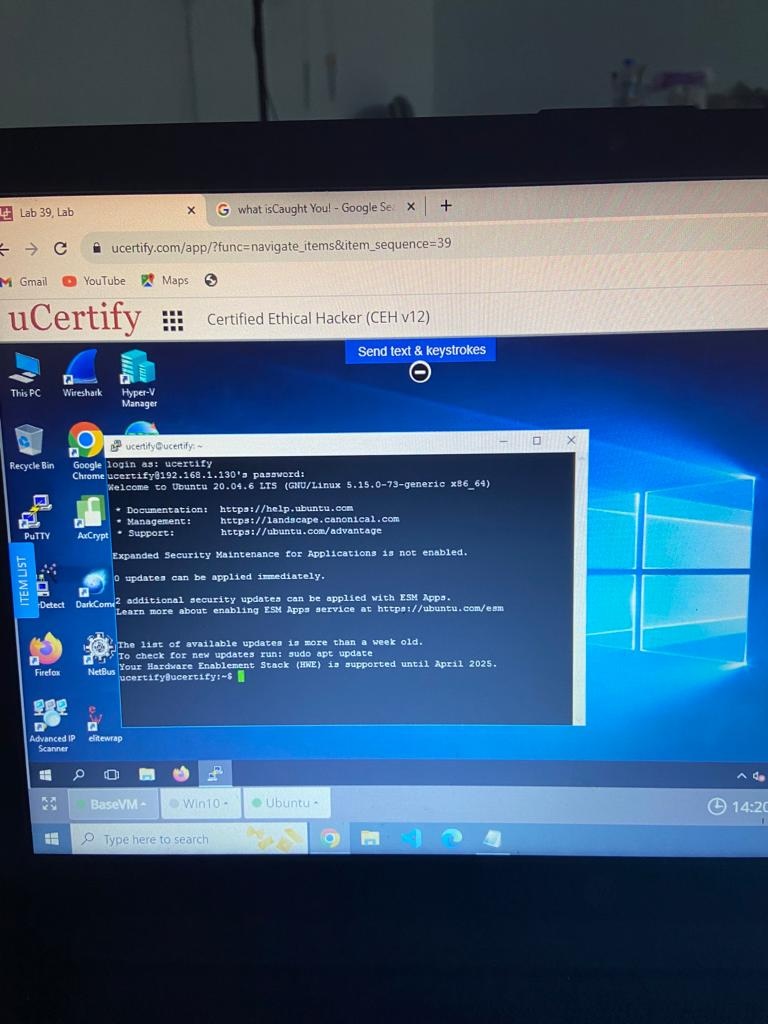 Lab 39, Lab
what isCaught You! - Google Se
ucertify.com/app/?func=navigate_items&item_sequence=39
Gmail YouTube Maps
uCertify Certified Ethical Hacker (CEH v12)
Send text & keystrokes
This PC Wireshark Hyper-V Manager
Recycle Bin Google Chrome
PuTTY AxCrypt
ITEM LIST
Detect DarkCom
Firefox NetBus
Advanced IP Scanner elitewrap
ucertify@ucertify: ~
login as: ucertify
ucertify@192.168.1.130's password:
Welcome to Ubuntu 20.04.6 LTS (GNU/Linux 5.15.0-73-generic x86_64)
* Documentation: https://help.ubuntu.com
* Management: https://landscape.canonical.com
* Support: https://ubuntu.com/advantage
Expanded Security Maintenance for Applications is not enabled.
0 updates can be applied immediately.
2 additional security updates can be applied with ESM Apps.
Learn more about enabling ESM Apps service at https://ubuntu.com/esm
The list of available updates is more than a week old.
To check for new updates run: sudo apt update
Your Hardware Enablement Stack (HWE) is supported until April 2025.
ucertify@ucertify:~$
BaseVM Win10 Ubuntu
14:20
Type here to search